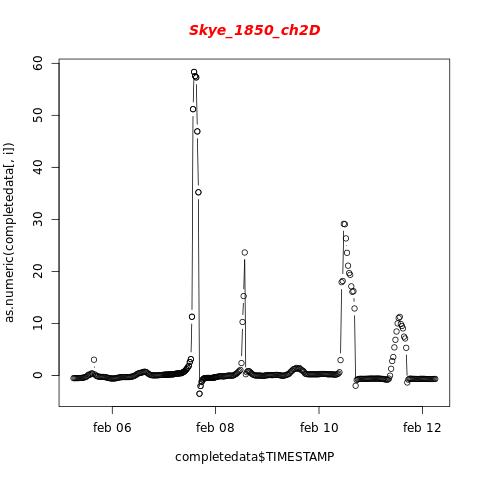 Skye_1850_ch2D
as.numeric(completedata[, i])
60
50
40
30
20
10
0
feb 06 feb 08 feb 10 feb 12
completedata$TIMESTAMP